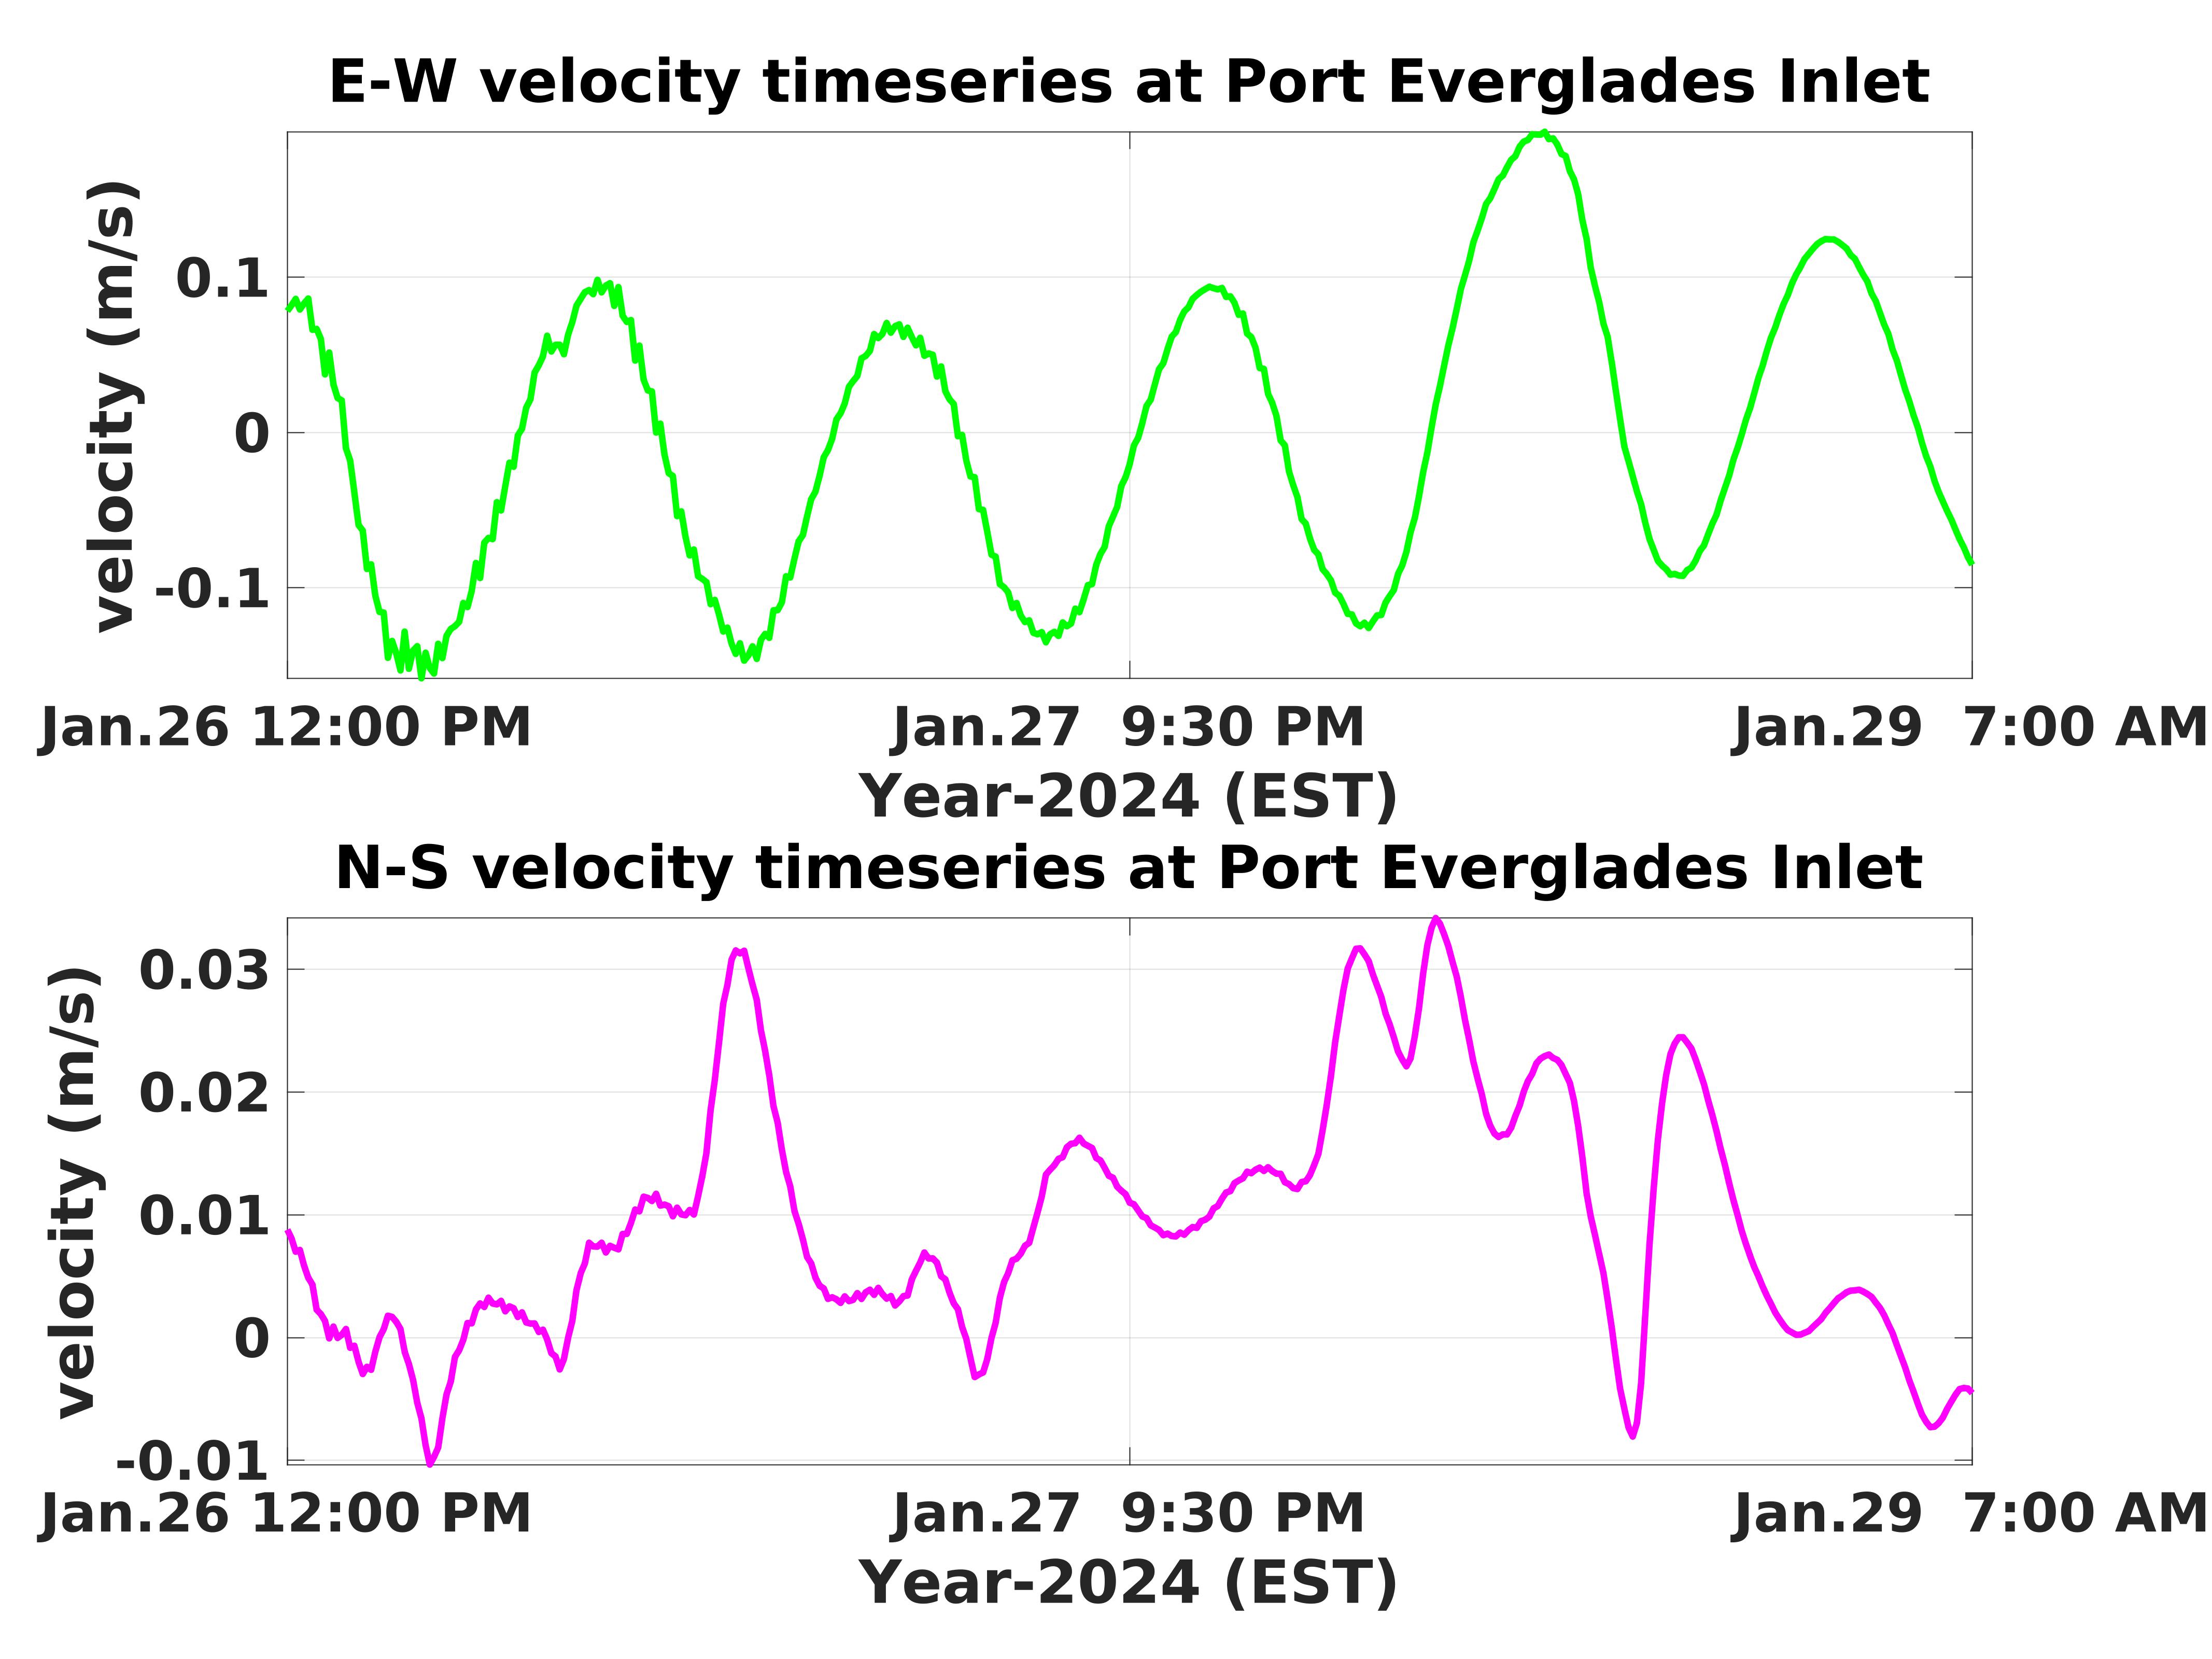 E-W velocity timeseries at Port Everglades Inlet
velocity (m/s)
0.1
0
-0.1
Jan.26 12:00 PM Jan.27 9:30 PM Jan.29 7:00 AM
Year-2024 (EST)
N-S velocity timeseries at Port Everglades Inlet
velocity (m/s)
0.03
0.02
0.01
0
-0.01
Jan.26 12:00 PM Jan.27 9:30 PM Jan.29 7:00 AM
Year-2024 (EST)